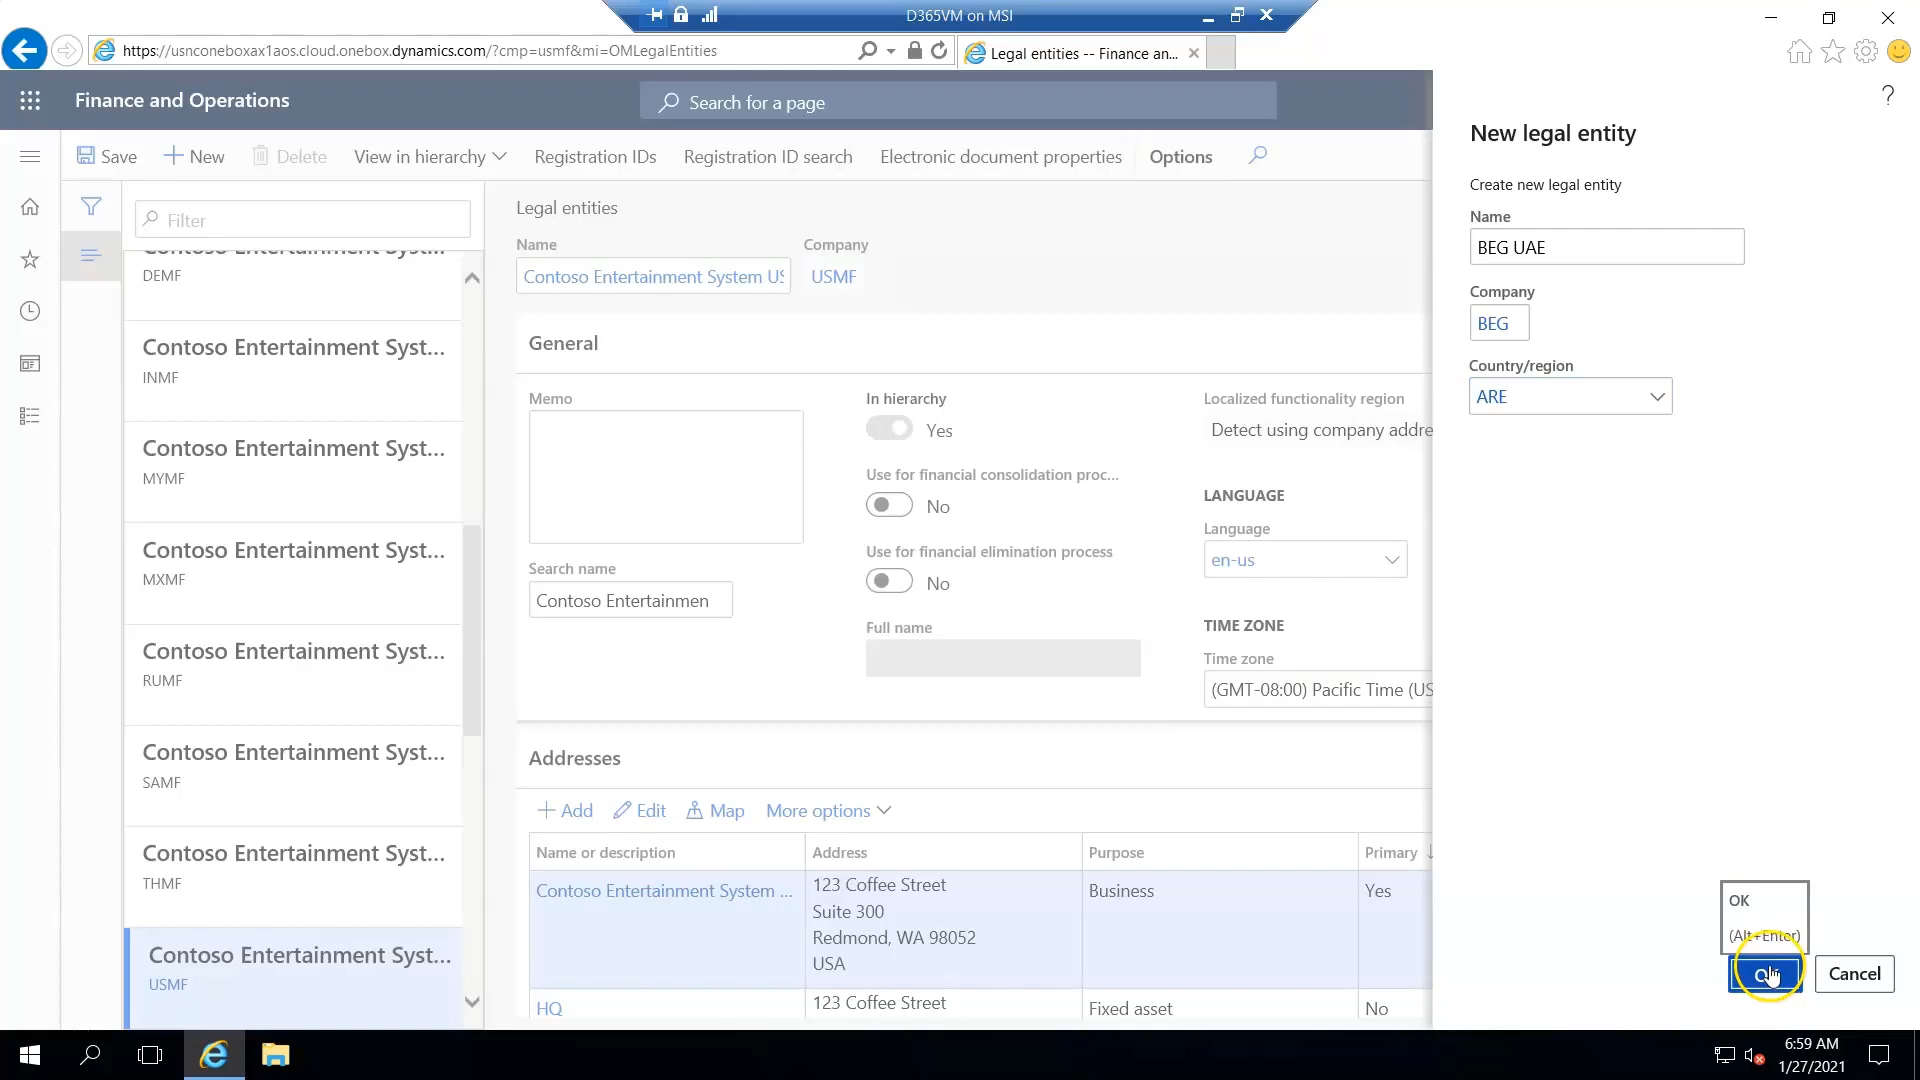 D365VM on MSI
https://usnconeboxax1aos.cloud.onebox.dynamics.com/?cmp=usmf&mi=OMLegalEntities
Legal entities -- Finance an...
Finance and Operations
Search for a page
?
Save
New
Delete
View in hierarchy
Registration IDs
Registration ID search
Electronic document properties
Options
Filter
DEMF
Contoso Entertainment Syst...
INMF
Contoso Entertainment Syst...
MYMF
Contoso Entertainment Syst...
MXMF
Contoso Entertainment Syst...
RUMF
Contoso Entertainment Syst...
SAMF
Contoso Entertainment Syst...
THMF
Contoso Entertainment Syst...
USMF
Legal entities
Name
Company
Contoso Entertainment System US
USMF
General
Memo
Search name
Contoso Entertainmen
In hierarchy
Yes
Use for financial consolidation proc...
No
Use for financial elimination process
No
Full name
Localized functionality region
Detect using company addre
LANGUAGE
Language
en-us
TIME ZONE
Time zone
(GMT-08:00) Pacific Time (US
Addresses
Add
Edit
Map
More options
Name or description
Address
Purpose
Primary
Contoso Entertainment System ...
123 Coffee Street
Suite 300
Redmond, WA 98052
USA
Business
Yes
HQ
123 Coffee Street
Fixed asset
No
New legal entity
Create new legal entity
Name
BEG UAE
Company
BEG
Country/region
ARE
OK
(Alt+Enter)
Cancel
6:59 AM
1/27/2021